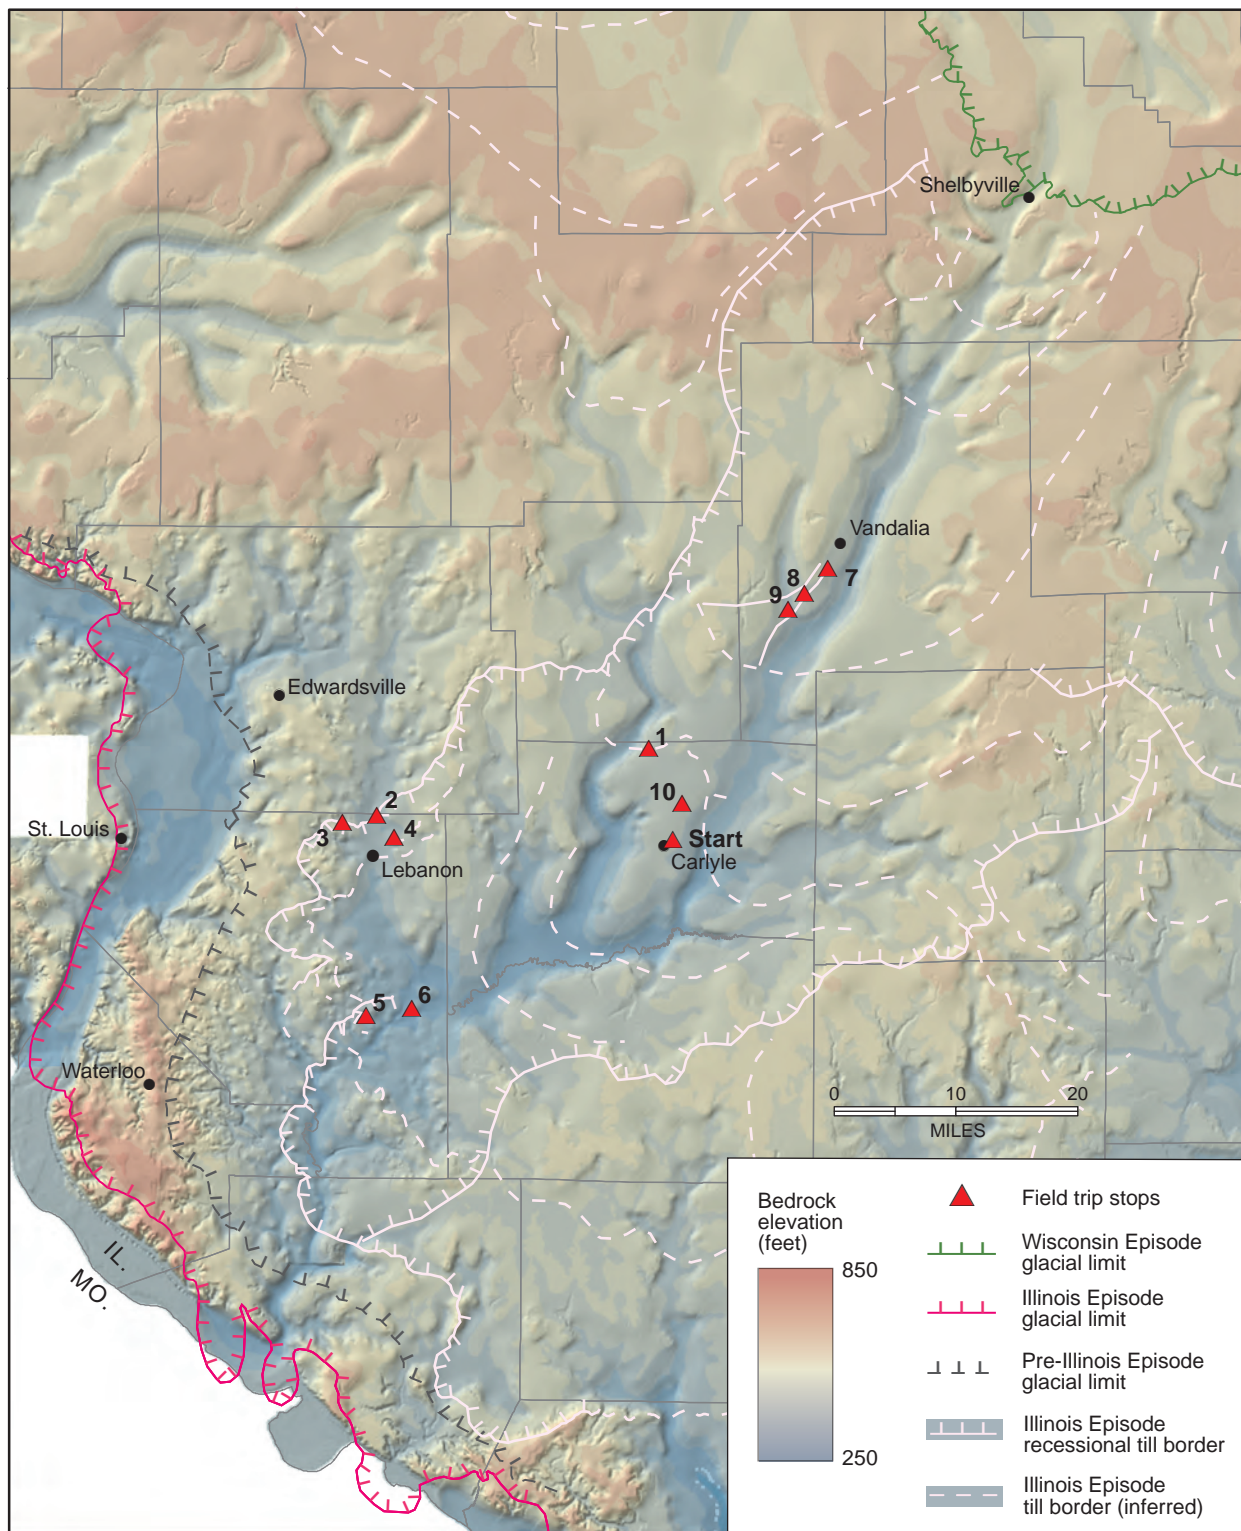 Shelbyville
Vandalia
8
7
9
Edwardsville
1
2
10
3
4
St. Louis
Start
Carlyle
Lebanon
5
6
Waterloo
0
10
20
MILES
IL.
MO.
Bedrock
elevation
(feet)
850
250
Field trip stops
Wisconsin Episode
glacial limit
Illinois Episode
glacial limit
Pre-Illinois Episode
glacial limit
Illinois Episode
recessional till border
Illinois Episode
till border (inferred)